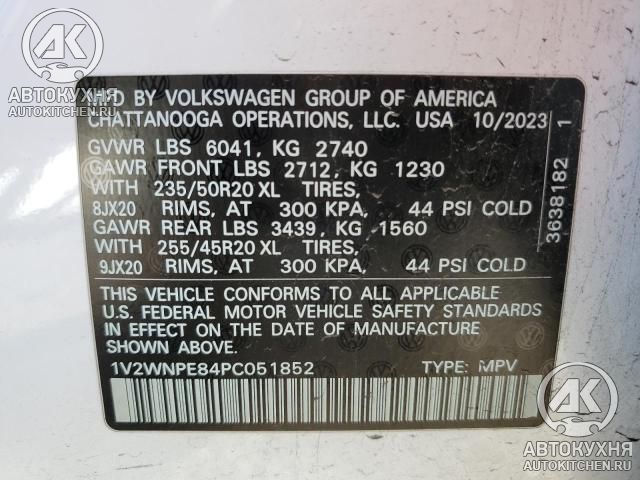 MFD BY VOLKSWAGEN GROUP OF AMERICA
CHATTANOOGA OPERATIONS, LLC. USA 10/2023
GVWR LBS 6041, KG 2740
GAWR FRONT LBS 2712, KG 1230
WITH 235/50R20 XL TIRES,
8JX20 RIMS, AT 300 KPA, 44 PSI COLD
GAWR REAR LBS 3439, KG 1560
WITH 255/45R20 XL TIRES,
9JX20 RIMS, AT 300 KPA, 44 PSI COLD
THIS VEHICLE CONFORMS TO ALL APPLICABLE
U.S. FEDERAL MOTOR VEHICLE SAFETY STANDARDS
IN EFFECT ON THE DATE OF MANUFACTURE
SHOWN ABOVE.
1V2WNPE84PC051852 TYPE: MPV
3638182 1
АК
АВТОКУХНЯ
AUTOKITCHEN.RU
АК
АВТОКУХНЯ
AUTOKITCHEN.RU